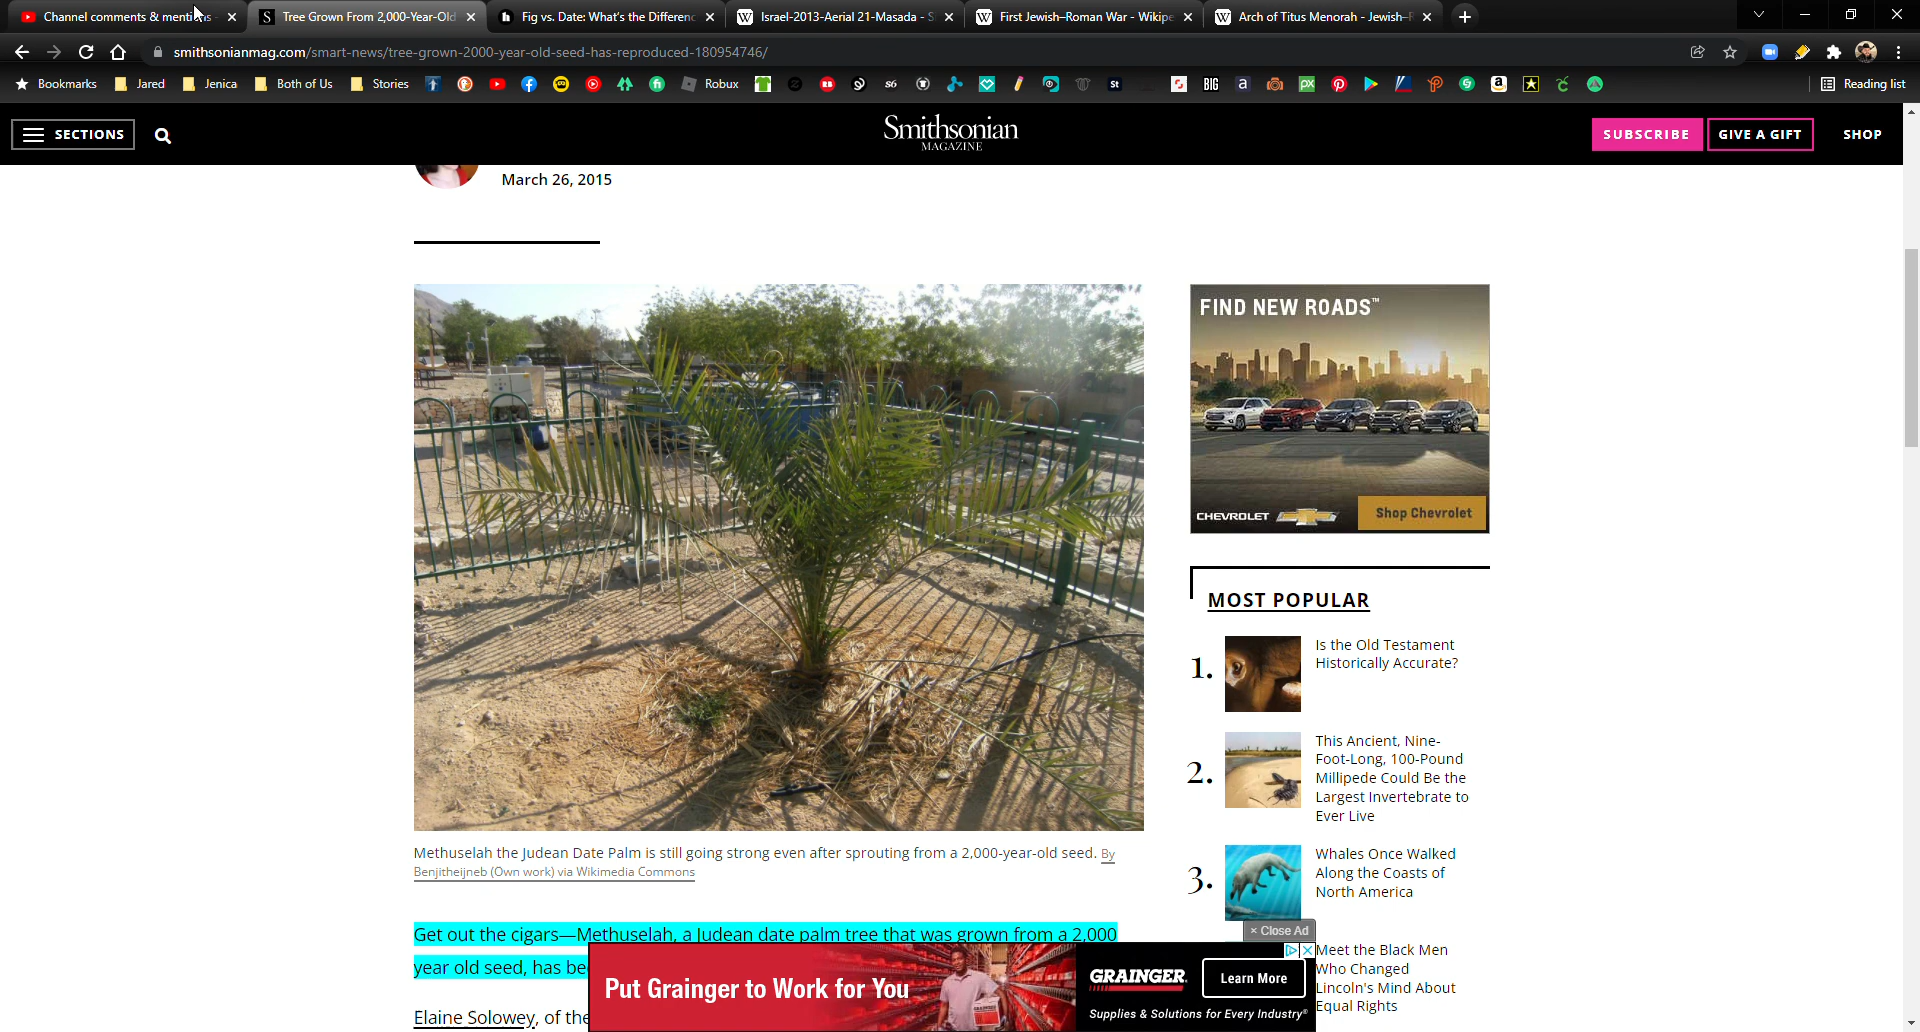 Channel comments & mentions -
Tree Grown From 2,000-Year-Old
Fig vs. Date: What's the Differenc
Israel-2013-Aerial 21-Masada - S
First Jewish–Roman War - Wikipe
Arch of Titus Menorah - Jewish–R
smithsonianmag.com/smart-news/tree-grown-2000-year-old-seed-has-reproduced-180954746/
Bookmarks
Jared
Jenica
Both of Us
Stories
Robux
Reading list
SECTIONS
Smithsonian
MAGAZINE
SUBSCRIBE
GIVE A GIFT
SHOP
March 26, 2015
FIND NEW ROADS™
CHEVROLET
Shop Chevrolet
Methuselah the Judean Date Palm is still going strong even after sprouting from a 2,000-year-old seed. By
Benjitheijneb (Own work) via Wikimedia Commons
Get out the cigars—Methuselah, a Judean date palm tree that was grown from a 2,000
year old seed, has be
Elaine Solowey, of the
MOST POPULAR
1.
Is the Old Testament
Historically Accurate?
2.
This Ancient, Nine-
Foot-Long, 100-Pound
Millipede Could Be the
Largest Invertebrate to
Ever Live
3.
Whales Once Walked
Along the Coasts of
North America
Meet the Black Men
Who Changed
Lincoln's Mind About
Equal Rights
× Close Ad
Put Grainger to Work for You
GRAINGER
Learn More
Supplies & Solutions for Every Industry®